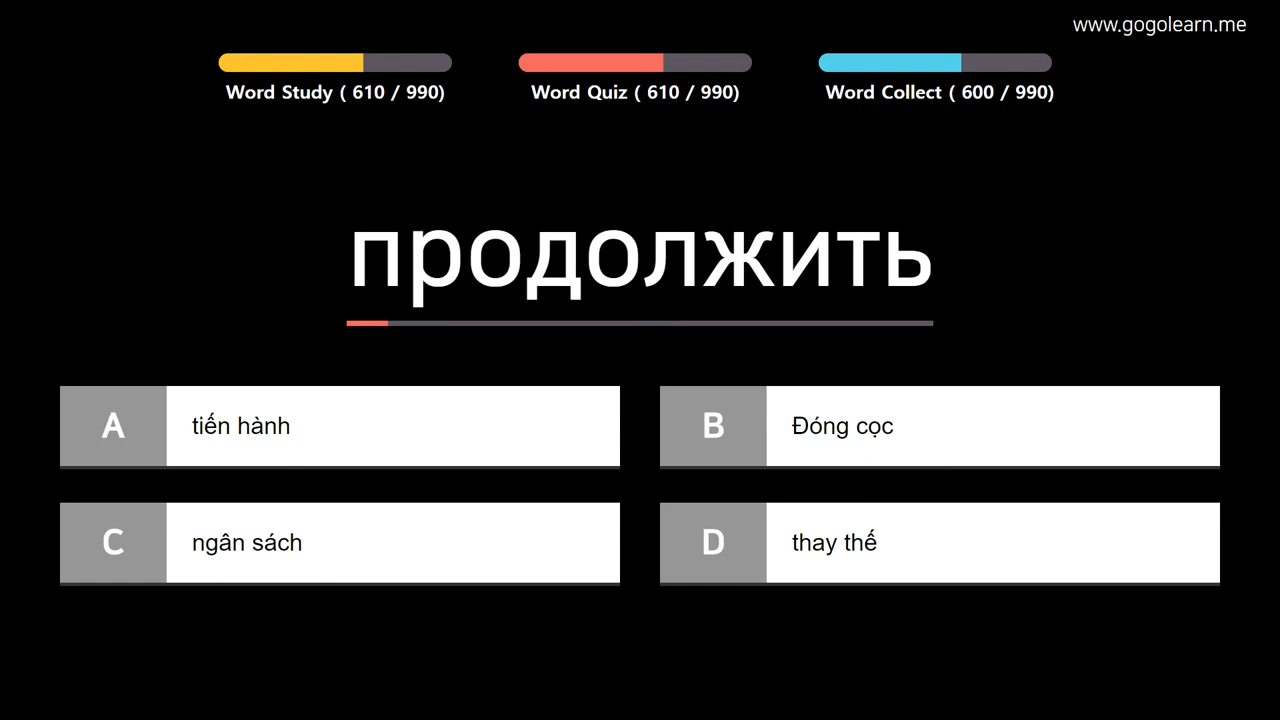 www.gogolearn.me
Word Study ( 610 / 990)
Word Quiz ( 610 / 990)
Word Collect ( 600 / 990)
продолжить
A tiến hành
B Đóng cọc
C ngân sách
D thay thế